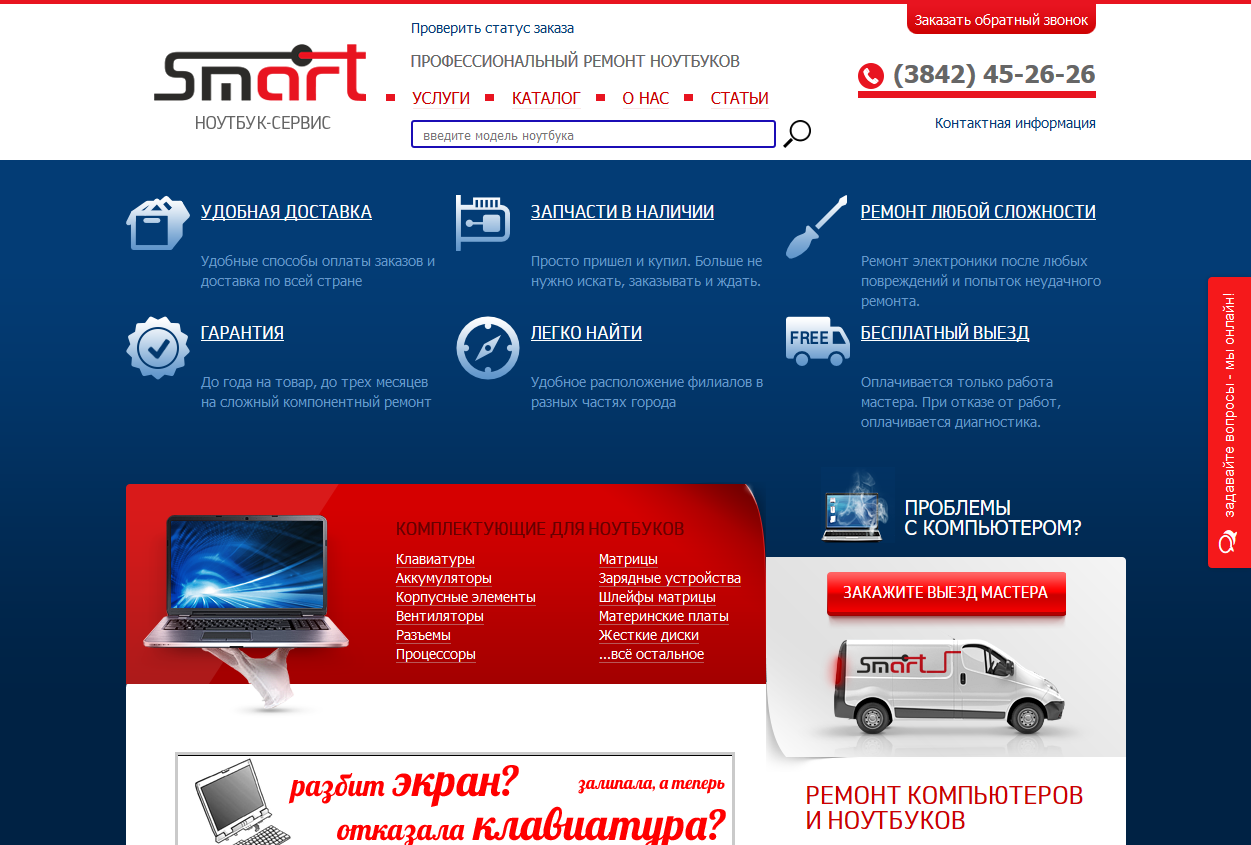 Заказать обратный звонок
Проверить статус заказа
smart
НОУТБУК-СЕРВИС
ПРОФЕССИОНАЛЬНЫЙ РЕМОНТ НОУТБУКОВ
(3842) 45-26-26
УСЛУГИ КАТАЛОГ О НАС СТАТЬИ
Контактная информация
введите модель ноутбука
УДОБНАЯ ДОСТАВКА
Удобные способы оплаты заказов и
доставка по всей стране
ЗАПЧАСТИ В НАЛИЧИИ
Просто пришел и купил. Больше не
нужно искать, заказывать и ждать.
РЕМОНТ ЛЮБОЙ СЛОЖНОСТИ
Ремонт электроники после любых
повреждений и попыток неудачного
ремонта.
ГАРАНТИЯ
До года на товар, до трех месяцев
на сложный компонентный ремонт
ЛЕГКО НАЙТИ
Удобное расположение филиалов в
разных частях города
FREE
БЕСПЛАТНЫЙ ВЫЕЗД
Оплачивается только работа
мастера. При отказе от работ,
оплачивается диагностика.
задавайте вопросы - мы онлайн!
КОМПЛЕКТУЮЩИЕ ДЛЯ НОУТБУКОВ
Клавиатуры
Аккумуляторы
Корпусные элементы
Вентиляторы
Разъемы
Процессоры
Матрицы
Зарядные устройства
Шлейфы матрицы
Материнские платы
Жесткие диски
...всё остальное
ПРОБЛЕМЫ
С КОМПЬЮТЕРОМ?
ЗАКАЖИТЕ ВЫЕЗД МАСТЕРА
smart
РЕМОНТ КОМПЬЮТЕРОВ
И НОУТБУКОВ
разбит экран?
залипала, а теперь
отказала клавиатура?